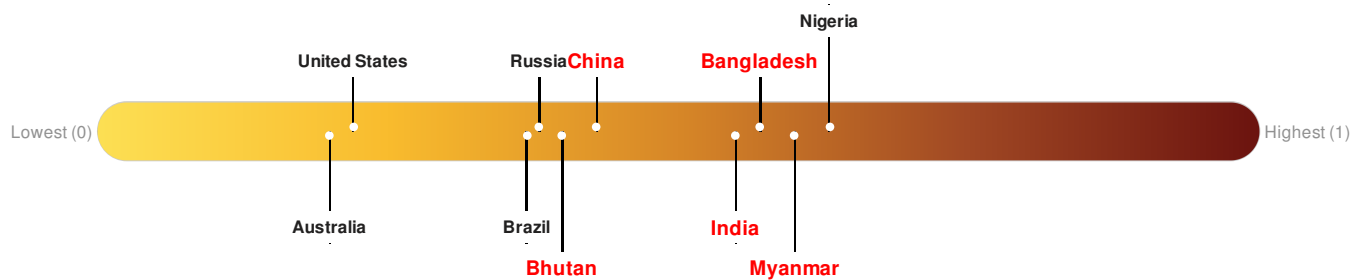 Nigeria
United States
Russia
China
Bangladesh
Lowest (0)
Highest (1)
Australia
Brazil
India
Bhutan
Myanmar